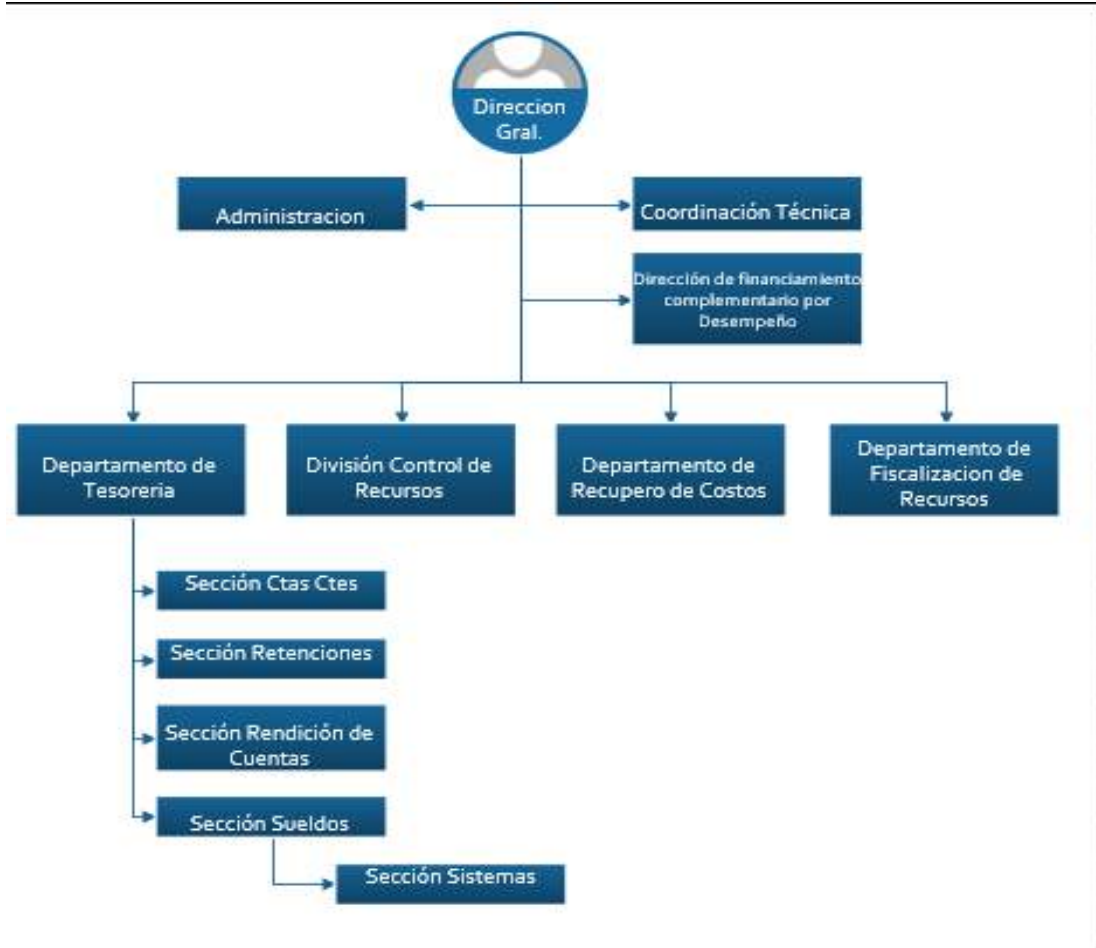 Direccion
Gral.
Administracion
Coordinación Técnica
Dirección de financiamiento
complementario por
Desempeño
Departamento de
Tesoreria
División Control de
Recursos
Departamento de
Recupero de Costos
Departamento de
Fiscalizacion de
Recursos
Sección Ctas Ctes
Sección Retenciones
Sección Rendición de
Cuentas
Sección Sueldos
Sección Sistemas